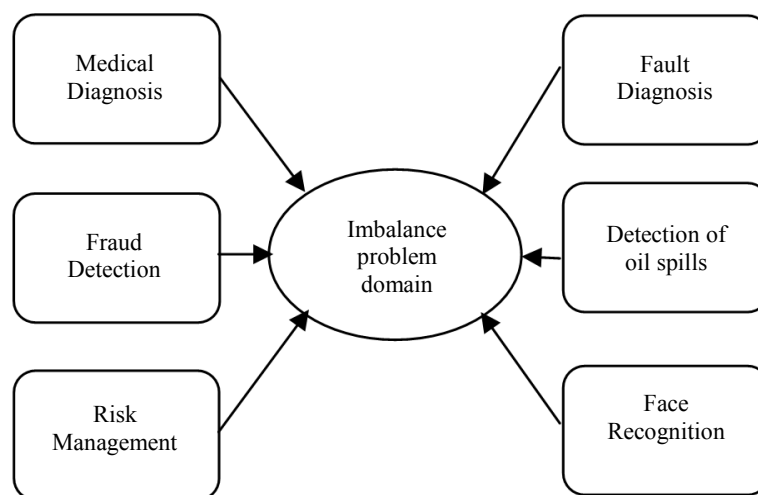 Medical
Diagnosis
Fraud
Detection
Risk
Management
Imbalance
problem
domain
Fault
Diagnosis
Detection of
oil spills
Face
Recognition